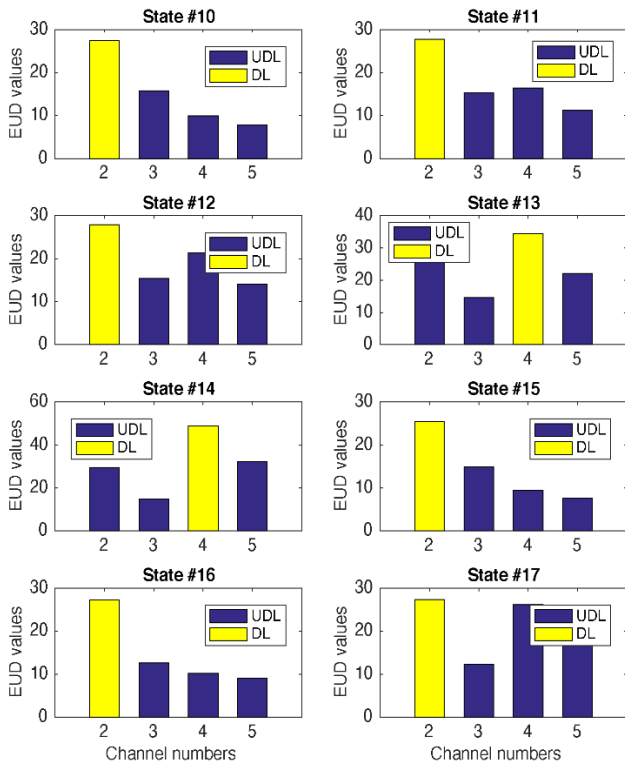 State #10
30
20
10
0
EUD values
UDL
DL
2 3 4 5
State #11
30
20
10
0
EUD values
UDL
DL
2 3 4 5
State #12
30
20
10
0
EUD values
UDL
DL
2 3 4 5
State #13
40
30
20
10
0
EUD values
UDL
DL
2 3 4 5
State #14
60
40
20
0
EUD values
UDL
DL
2 3 4 5
State #15
30
20
10
0
EUD values
UDL
DL
2 3 4 5
State #16
30
20
10
0
EUD values
UDL
DL
2 3 4 5
Channel numbers
State #17
30
20
10
0
EUD values
UDL
DL
2 3 4 5
Channel numbers